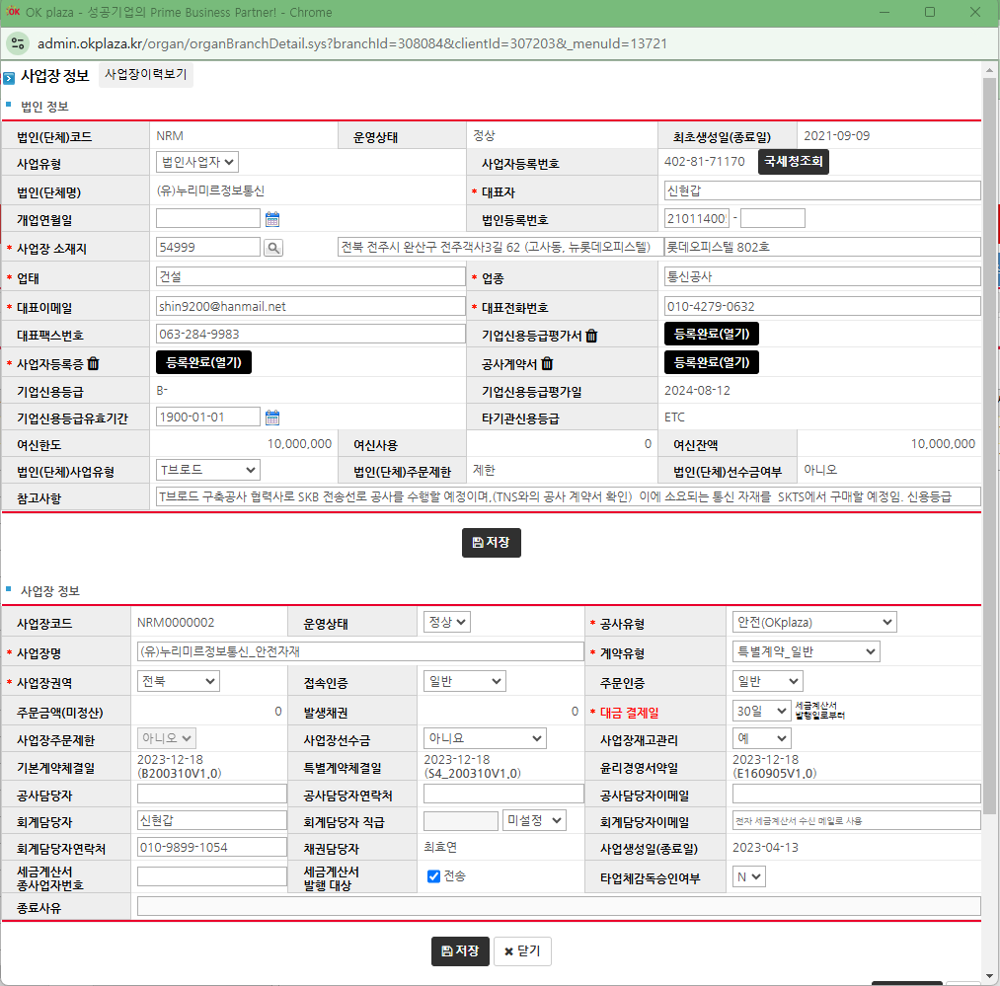 OK plaza - 성공기업의 Prime Business Partner! - Chrome
admin.okplaza.kr/organ/organBranchDetail.sys?branchId=308084&clientId=307203&_menuId=13721
사업장 정보 사업장이력보기
법인 정보
법인(단체)코드 NRM 운영상태 정상 최초생성일(종료일) 2021-09-09
사업유형 법인사업자 사업자등록번호 402-81-71170 국세청조회
법인(단체명) (유)누리미르정보통신 * 대표자 신현갑
개업연월일 법인등록번호 210114009 -
* 사업장 소재지 54999 전북 전주시 완산구 전주객사3길 62 (고사동, 뉴롯데오피스텔) 롯데오피스텔 802호
* 업태 건설 * 업종 통신공사
* 대표이메일 shin9200@hanmail.net * 대표전화번호 010-4279-0632
대표팩스번호 063-284-9983 기업신용등급평가서 등록완료(열기)
* 사업자등록증 등록완료(열기) 공사계약서 등록완료(열기)
기업신용등급 B- 기업신용등급평가일 2024-08-12
기업신용등급유효기간 1900-01-01 타기관신용등급 ETC
여신한도 10,000,000 여신사용 0 여신잔액 10,000,000
법인(단체)사업유형 T브로드 법인(단체)주문제한 제한 법인(단체)선수금여부 아니오
참고사항 T브로드 구축공사 협력사로 SKB 전송선로 공사를 수행할 예정이며,(TNS와의 공사 계약서 확인) 이에 소요되는 통신 자재를 SKTS에서 구매할 예정임. 신용등급
저장
사업장 정보
사업장코드 NRM0000002 운영상태 정상 * 공사유형 안전(OKplaza)
* 사업장명 (유)누리미르정보통신_안전자재 * 계약유형 특별계약_일반
* 사업장권역 전북 접속인증 일반 주문인증 일반
주문금액(미정산) 0 발생채권 0 * 대금 결제일 30일 세금계산서
발행일로부터
사업장주문제한 아니오 사업장선수금 아니요 사업장재고관리 예
기본계약체결일 2023-12-18 특별계약체결일 2023-12-18 윤리경영서약일 2023-12-18
(B200310V1.0) (S4_200310V1.0) (E160905V1.0)
공사담당자 공사담당자연락처 공사담당자이메일
회계담당자 신현갑 회계담당자 직급 미설정 회계담당자이메일 전자 세금계산서 수신 메일로 사용
회계담당자연락처 010-9899-1054 채권담당자 최효연 사업생성일(종료일) 2023-04-13
세금계산서 세금계산서
종사업자번호 발행 대상 전송 타업체감독승인여부 N
종료사유
저장 닫기